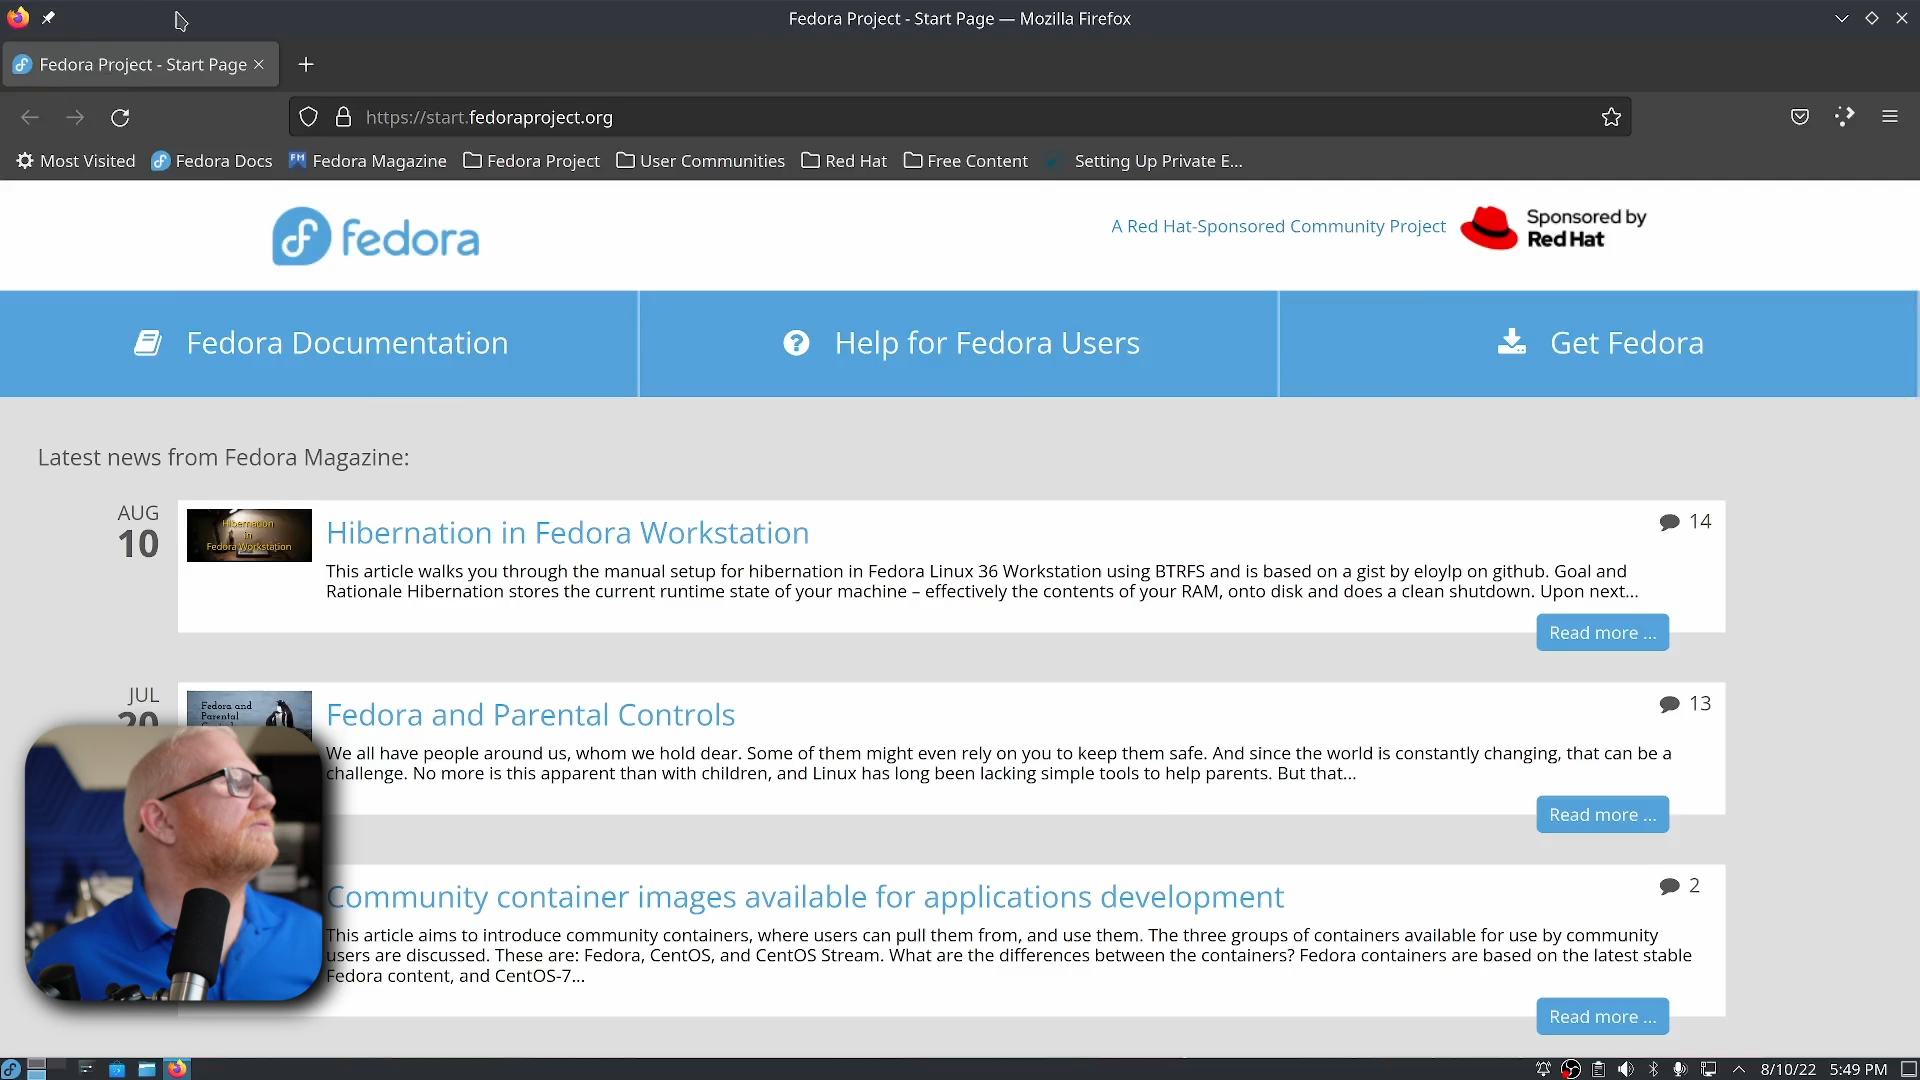 Fedora Project - Start Page — Mozilla Firefox
Fedora Project - Start Page
https://start.fedoraproject.org
Most Visited
Fedora Docs
FM
Fedora Magazine
Fedora Project
User Communities
Red Hat
Free Content
Setting Up Private E...
fedora
A Red Hat-Sponsored Community Project
Sponsored by
Red Hat
Fedora Documentation
Help for Fedora Users
Get Fedora
Latest news from Fedora Magazine:
AUG
10
Hibernation
in
Fedora Workstation
Hibernation in Fedora Workstation
14
This article walks you through the manual setup for hibernation in Fedora Linux 36 Workstation using BTRFS and is based on a gist by eloylp on github. Goal and
Rationale Hibernation stores the current runtime state of your machine – effectively the contents of your RAM, onto disk and does a clean shutdown. Upon next...
Read more ...
JUL
20
Fedora and
Parental
Fedora and Parental Controls
13
We all have people around us, whom we hold dear. Some of them might even rely on you to keep them safe. And since the world is constantly changing, that can be a
challenge. No more is this apparent than with children, and Linux has long been lacking simple tools to help parents. But that...
Read more ...
Community container images available for applications development
2
This article aims to introduce community containers, where users can pull them from, and use them. The three groups of containers available for use by community
users are discussed. These are: Fedora, CentOS, and CentOS Stream. What are the differences between the containers? Fedora containers are based on the latest stable
Fedora content, and CentOS-7...
Read more ...
8/10/22
5:49 PM